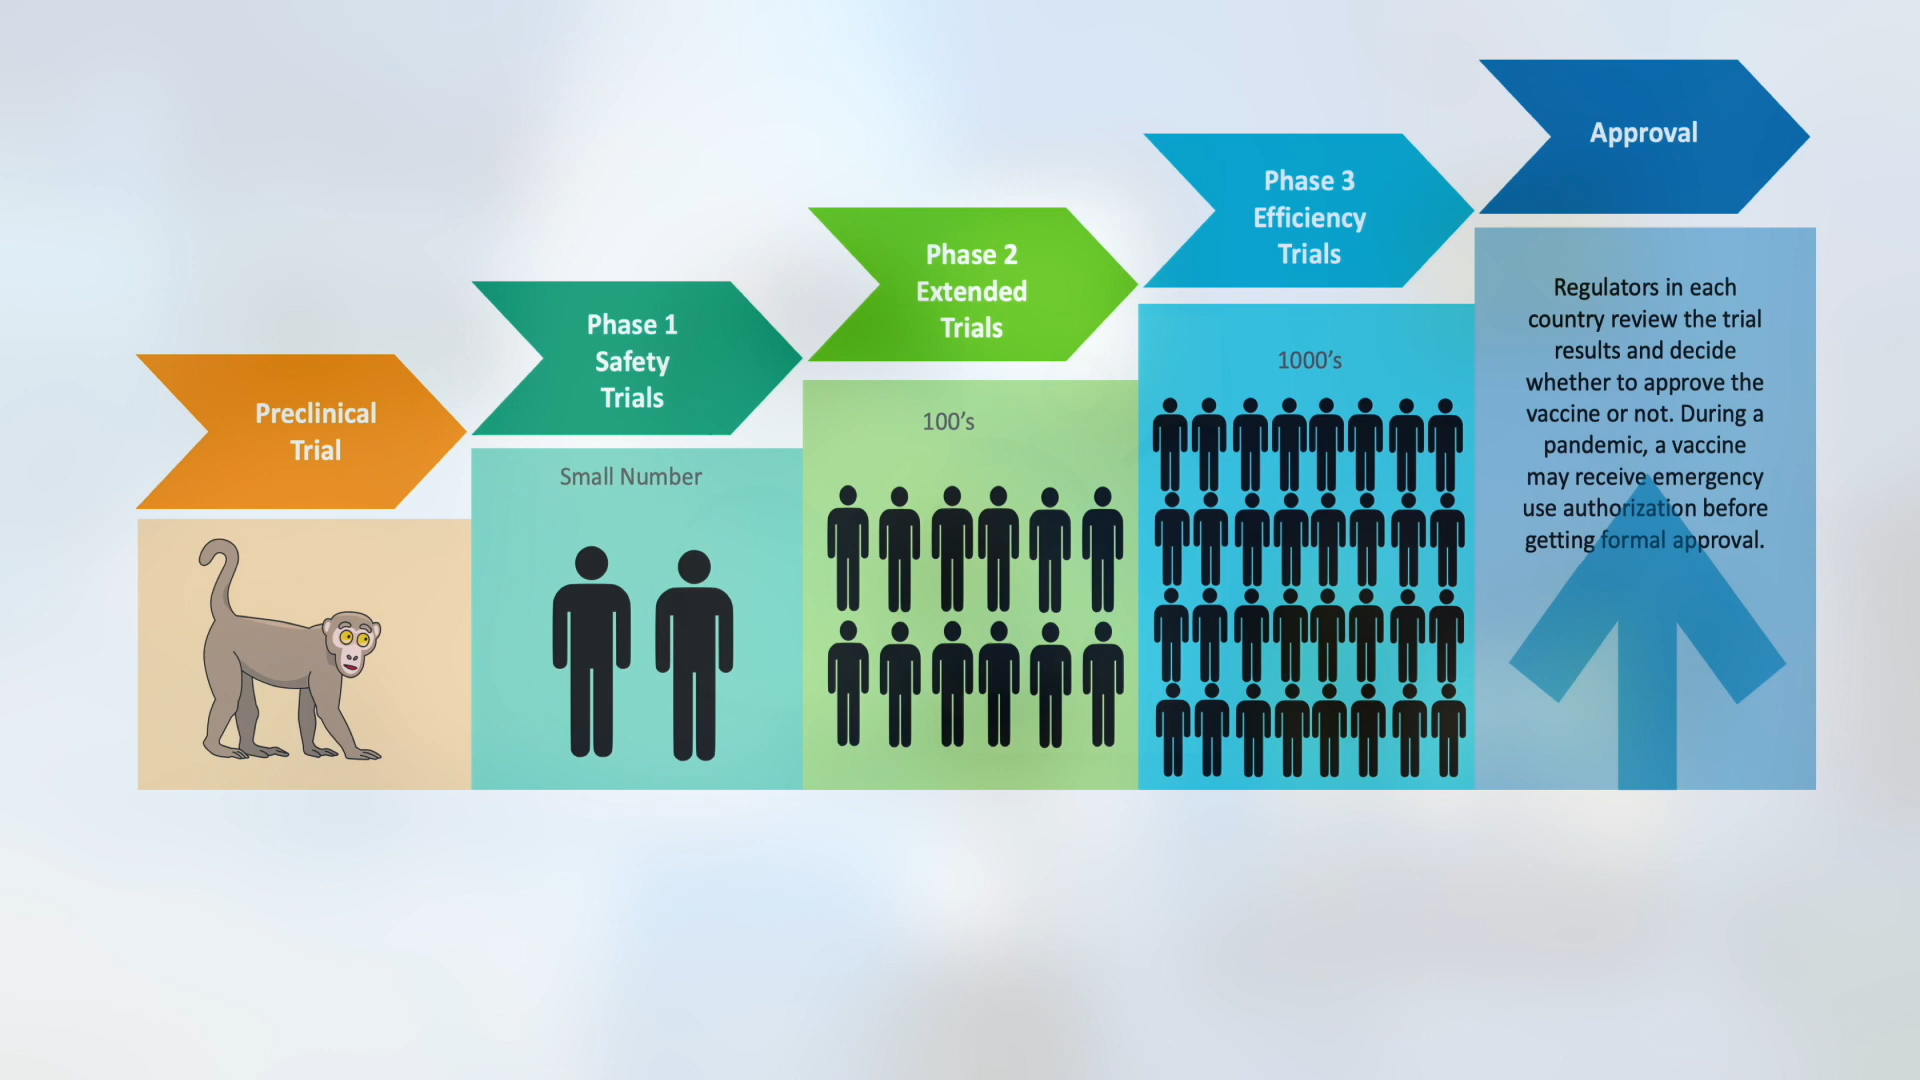 Preclinical
Trial
Phase 1
Safety
Trials
Small Number
Phase 2
Extended
Trials
100's
Phase 3
Efficiency
Trials
1000's
Approval
Regulators in each
country review the trial
results and decide
whether to approve the
vaccine or not. During a
pandemic, a vaccine
may receive emergency
use authorization before
getting formal approval.